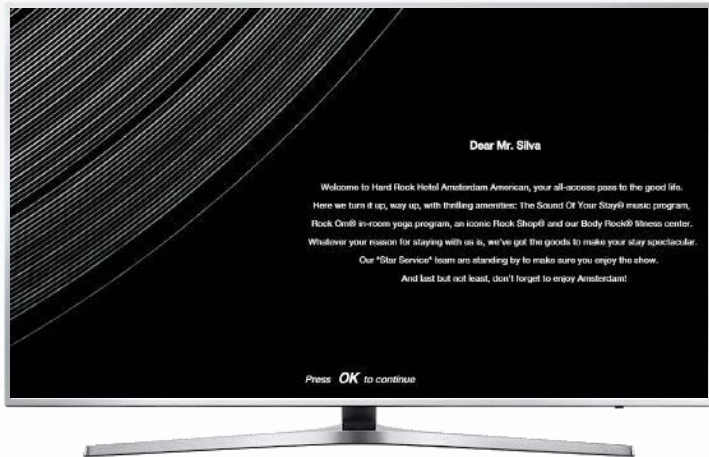 Dear Mr. Silva
Welcome to Hard Rock Hotel Amsterdam American, your all-access pass to the good life.
Here we turn it up, way up, with thrilling amenities: The Sound Of Your Stay® music program,
Rock Om® in-room yoga program, an iconic Rock Shop® and our Body Rock® fitness center.
Whatever your reason for staying with us is, we've got the goods to make your stay spectacular.
Our "Star Service" team are standing by to make sure you enjoy the show.
And last but not least, don't forget to enjoy Amsterdam!
Press OK to continue